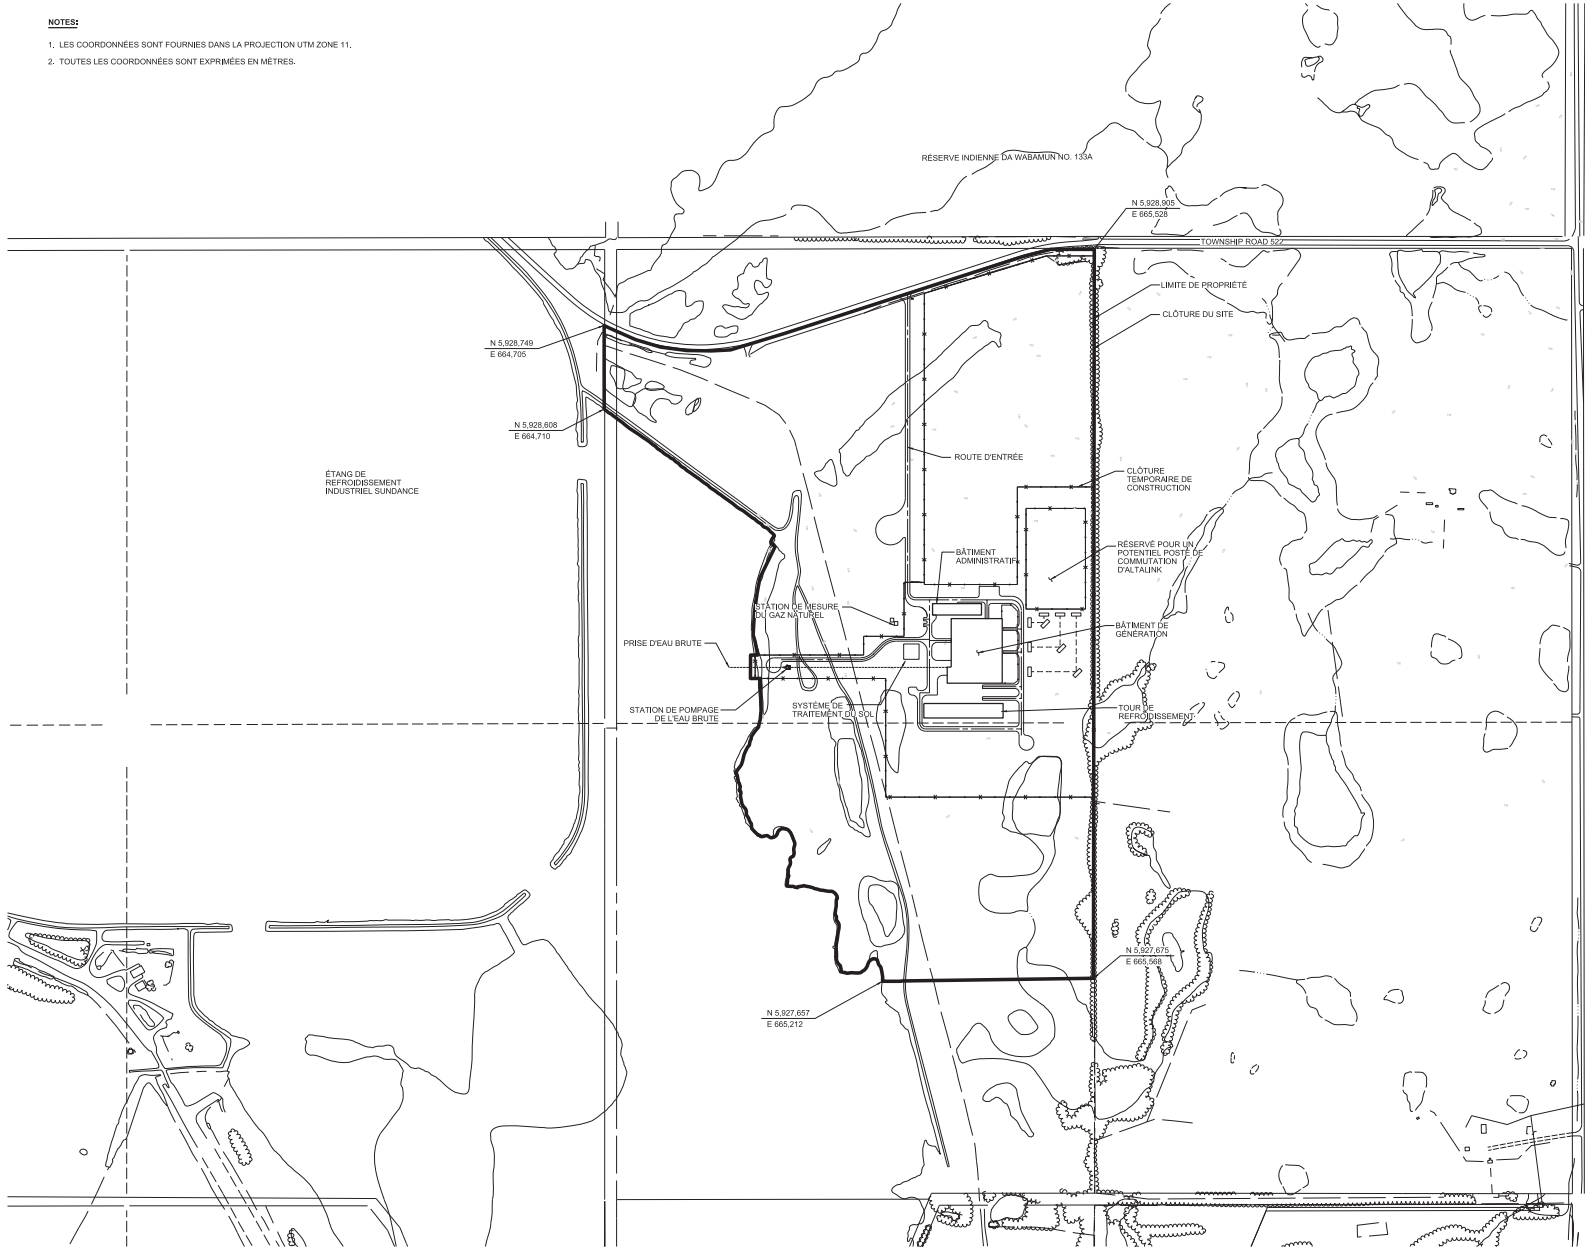 NOTES:
1. LES COORDONNÉES SONT FOURNIES DANS LA PROJECTION UTM ZONE 11.
2. TOUTES LES COORDONNÉES SONT EXPRIMÉES EN MÈTRES.
RÉSERVE INDIENNE DA WABAMUN NO. 133A
N 5,928,905
E 665,528
TOWNSHIP ROAD 522
LIMITE DE PROPRIÉTÉ
CLÔTURE DU SITE
N 5,928,749
E 664,705
N 5,928,608
E 664,710
ROUTE D'ENTRÉE
CLÔTURE
TEMPORAIRE DE
CONSTRUCTION
ÉTANG DE
REFROIDISSEMENT
INDUSTRIEL SUNDANCE
BÂTIMENT
ADMINISTRATIF
RÉSERVÉ POUR UN
POTENTIEL POSTE DE
COMMUTATION
D'ALTALINK
STATION DE MESURE
DU GAZ NATUREL
BÂTIMENT DE
GÉNÉRATION
PRISE D'EAU BRUTE
STATION DE POMPAGE
DE L'EAU BRUTE
SYSTÈME DE
TRAITEMENT DU SOL
TOUR DE
REFROIDISSEMENT
N 5,927,675
E 665,568
N 5,927,657
E 665,212